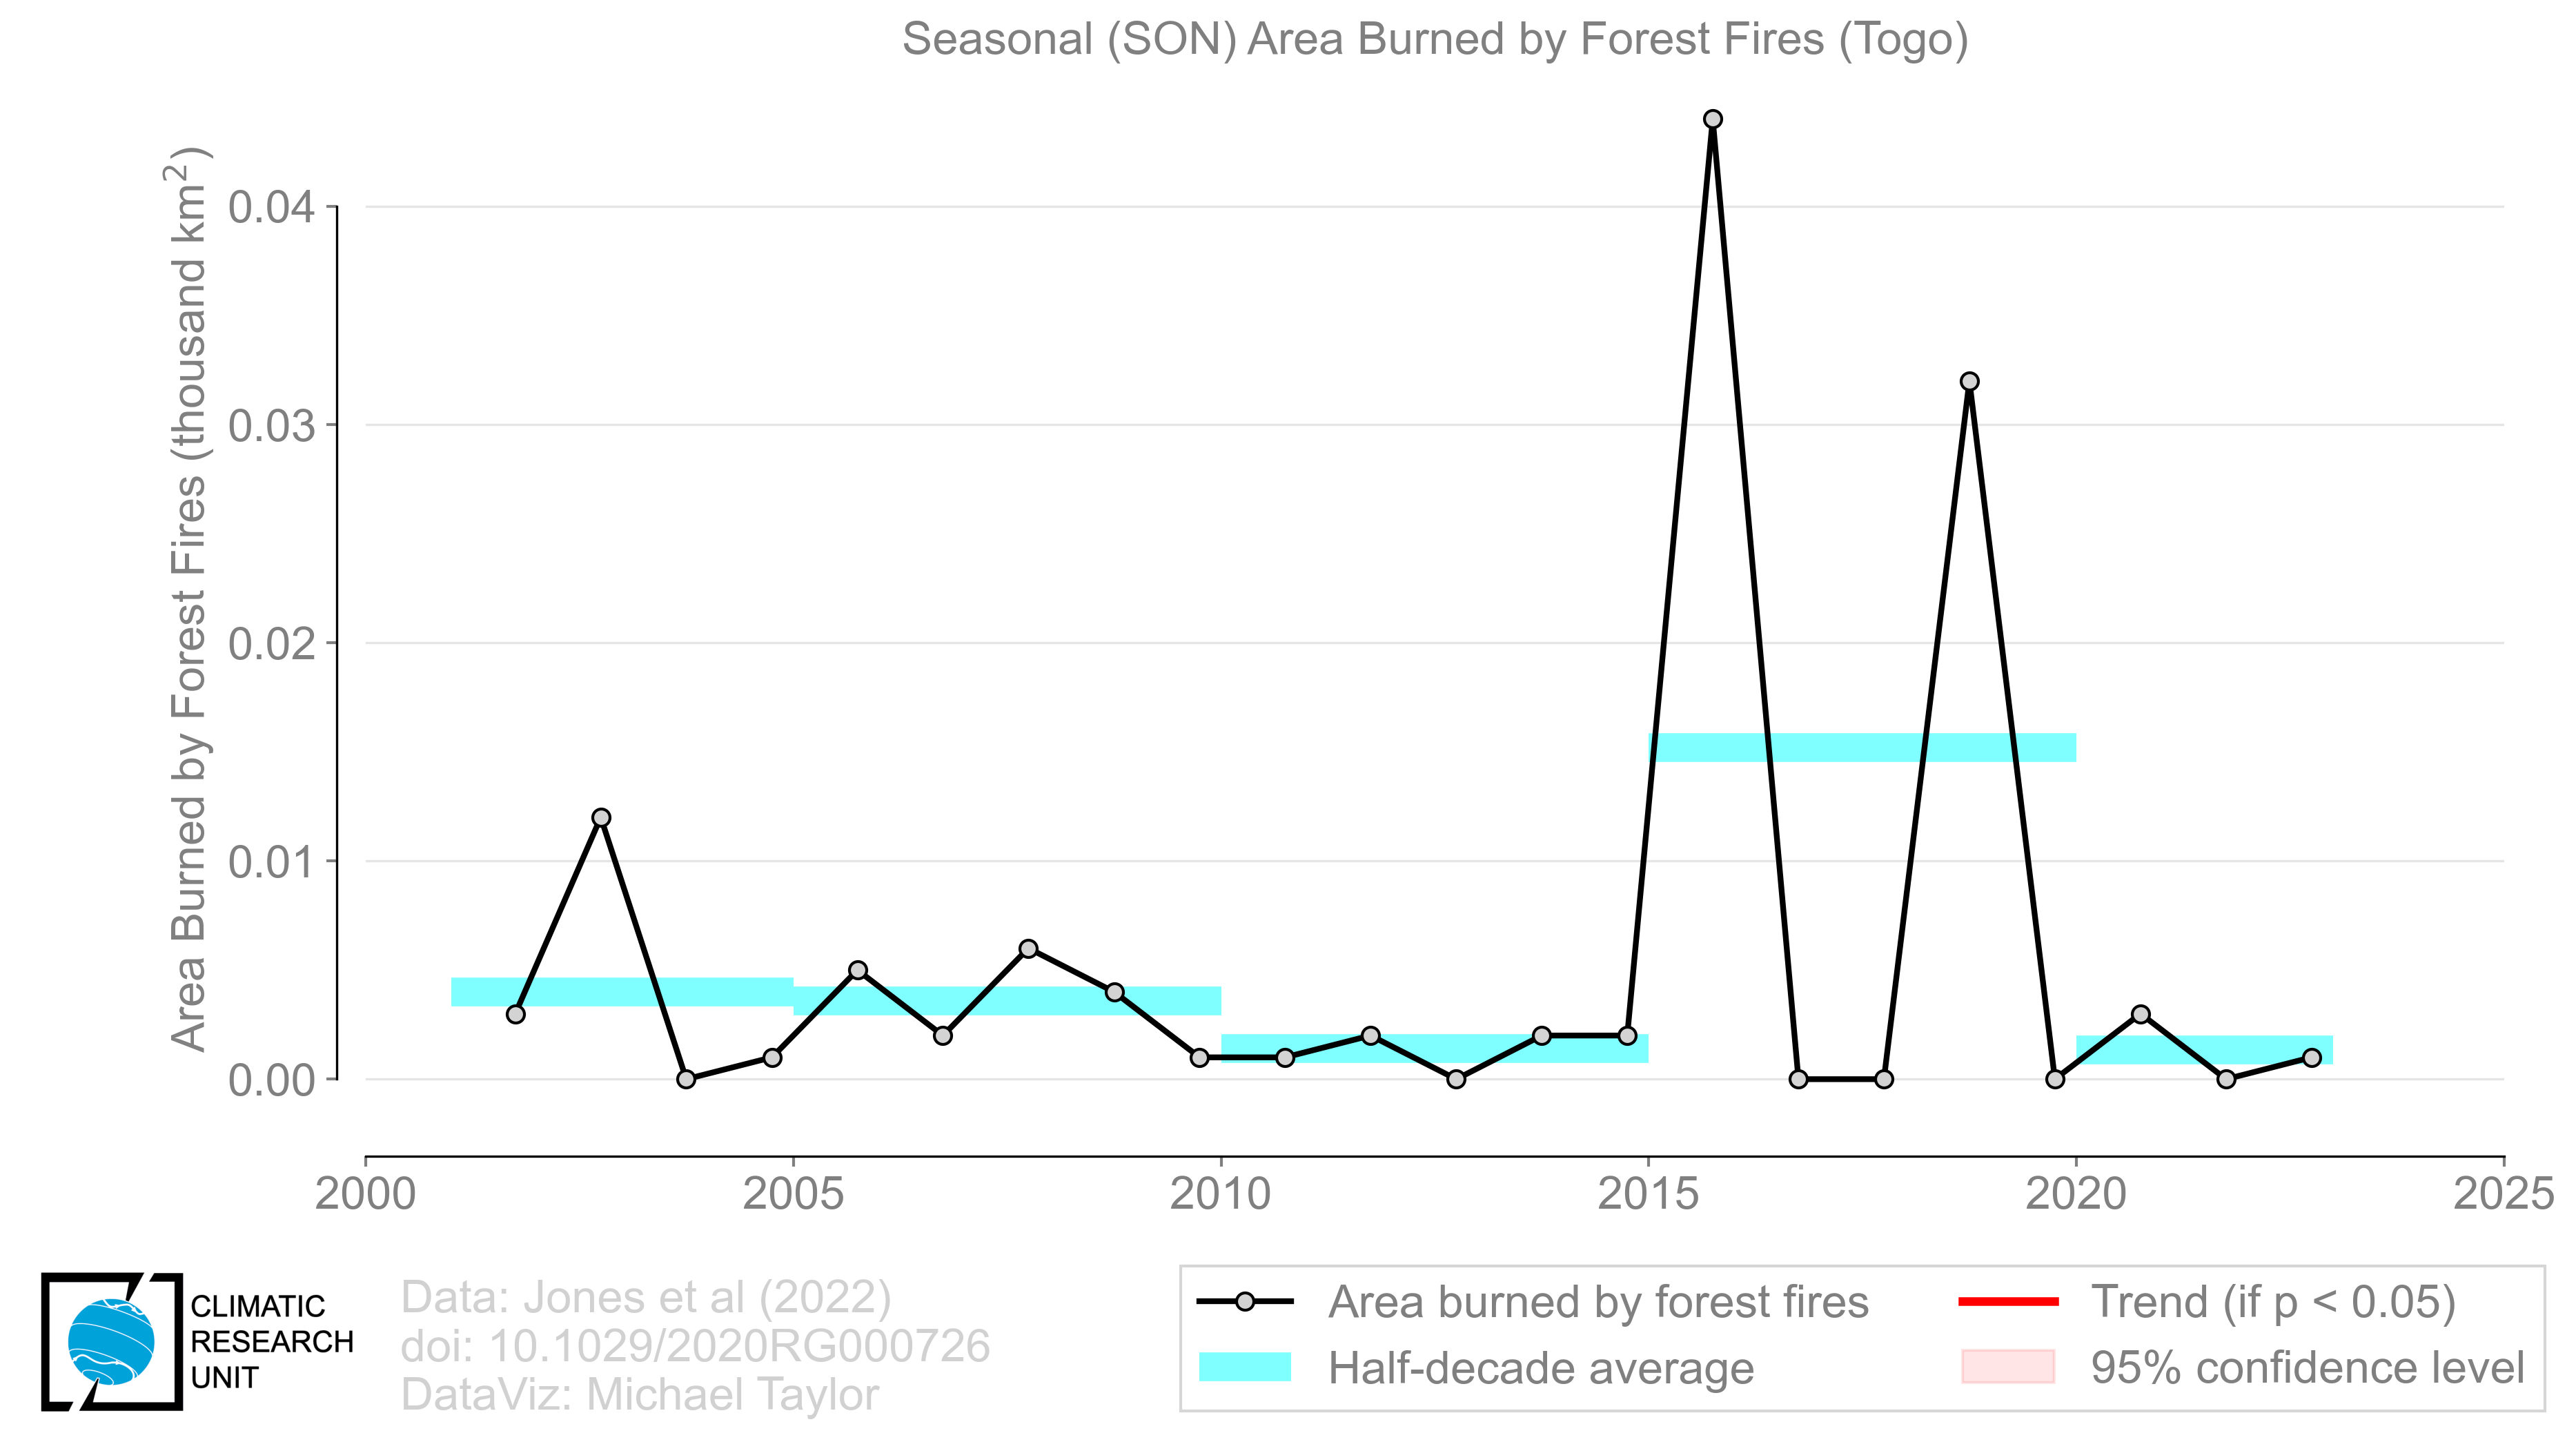 Seasonal (SON) Area Burned by Forest Fires (Togo)
Area Burned by Forest Fires (thousand km²)
0.04
0.03
0.02
0.01
0.00
2000 2005 2010 2015 2020 2025
CLIMATIC
RESEARCH
UNIT
Data: Jones et al (2022)
doi: 10.1029/2020RG000726
DataViz: Michael Taylor
Area burned by forest fires
Half-decade average
Trend (if p < 0.05)
95% confidence level